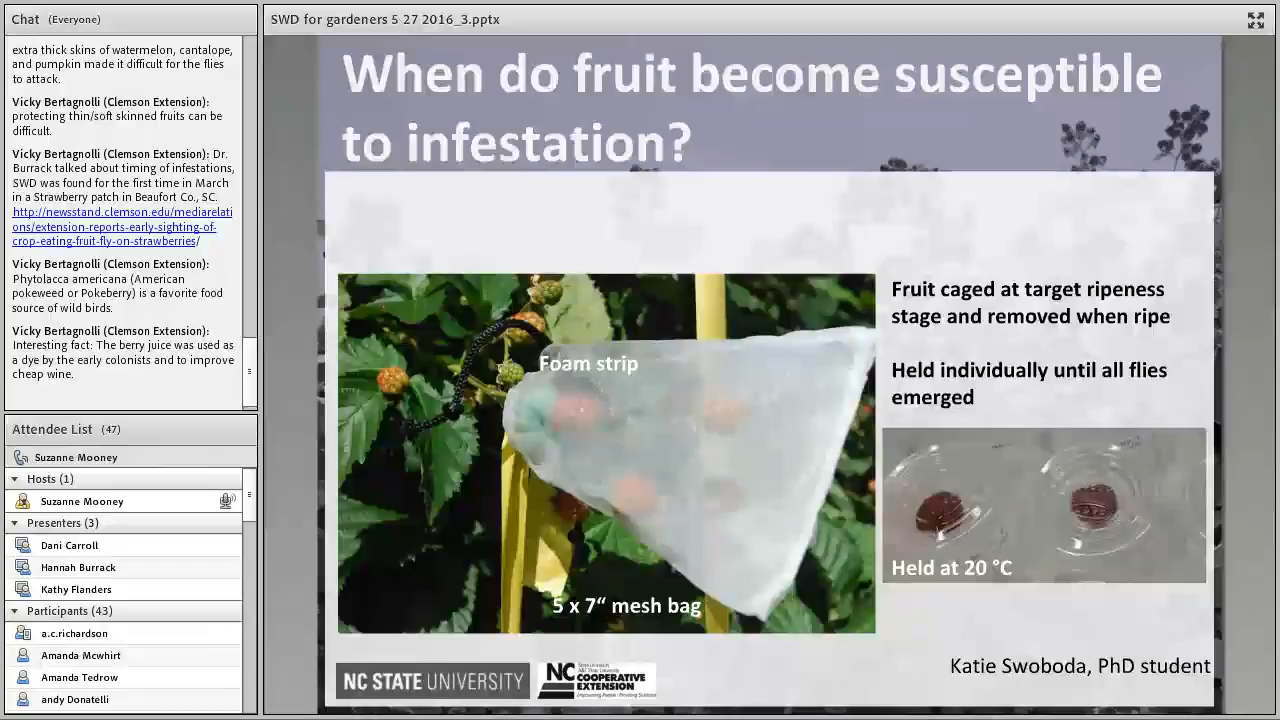 Chat (Everyone)
extra thick skins of watermelon, cantalope,
and pumpkin made it difficult for the flies
to attack.
Vicky Bertagnolli (Clemson Extension):
protecting thin/soft skinned fruits can be
difficult.
Vicky Bertagnolli (Clemson Extension): Dr.
Burrack talked about timing of infestations,
SWD was found for the first time in March
in a Strawberry patch in Beaufort Co., SC.
http://newsstand.clemson.edu/mediarelati
ons/extension-reports-early-sighting-of-
crop-eating-fruit-fly-on-strawberries/
Vicky Bertagnolli (Clemson Extension):
Phytolacca americana (American
pokeweed or Pokeberry) is a favorite food
source of wild birds.
Vicky Bertagnolli (Clemson Extension):
Interesting fact: The berry juice was used as
a dye by the early colonists and to improve
cheap wine.
Attendee List (47)
Suzanne Mooney
Hosts (1)
Suzanne Mooney
Presenters (3)
Dani Carroll
Hannah Burrack
Kathy Flanders
Participants (43)
a.c.richardson
Amanda Mcwhirt
Amanda Tedrow
andy Donatelli
SWD for gardeners 5 27 2016_3.pptx
When do fruit become susceptible
to infestation?
Foam strip
5 x 7“ mesh bag
Fruit caged at target ripeness
stage and removed when ripe
Held individually until all flies
emerged
Held at 20 °C
NC STATE UNIVERSITY
NC
COOPERATIVE
EXTENSION
Katie Swoboda, PhD student